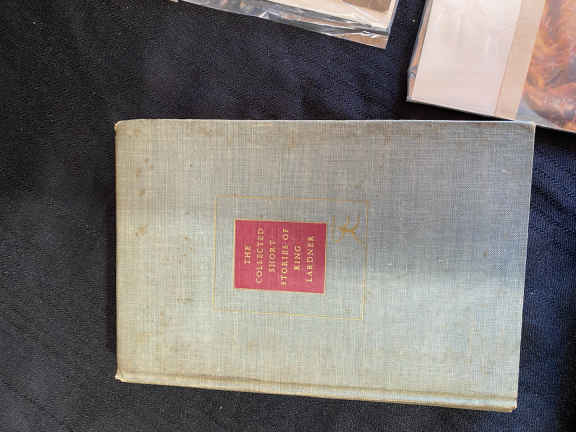 THE
COLLECTED
SHORT
STORIES OF
RING
LARDNER